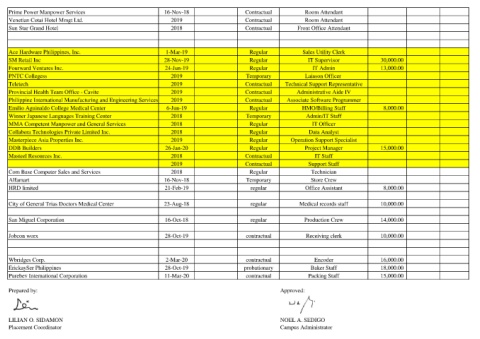 Prime Power Manpower Services 16-Nov-18 Contractual Room Attendant
Venetian Cotai Hotel Mngt Ltd. 2019 Contractual Room Attendant
Sun Star Grand Hotel 2018 Contractual Front Office Attendant
Ace Hardware Philippines, Inc. 1-Mar-19 Regular Sales Utility Clerk
SM Retail Inc 28-Nov-19 Regular IT Supervisor 30,000.00
Fourward Ventures Inc. 24-Jun-19 Regular IT Admin 13,000.00
PNTC Colleges 2019 Temporary Liaison Officer
Teletech 2019 Contractual Technical Support Representative
Provincial Health Team Office - Cavite 2019 Contractual Administrative Aide IV
Philippine International Manufacturing and Engineering Services 2019 Contractual Associate Software Programmer
Emilio Aguinaldo College Medical Center 6-Jun-19 Regular HMO/Billing Staff 8,000.00
Winner Japanese Languages Training Center 2018 Temporary Admin/IT Staff
MMA Competent Manpower and General Services 2018 Regular IT Officer
Collabera Technologies Private Limited Inc. 2018 Regular Data Analyst
Masterpiece Asia Properties Inc. 2019 Regular Operation Support Specialist
DDB Builders 26-Jan-20 Regular Project Manager 15,000.00
Resources Inc. 2018 Contractual IT Staff
2019 Contractual Support Staff
Com Base Computer Sales and Services 2018 Regular Technician
Alfamart 16-Nov-18 Temporary Store Crew
HRD limited 21-Feb-19 regular Office Assistant 8,000.00
City of General Trias Doctors Medical Center 23-Aug-18 regular Medical records staff 10,000.00
San Miguel Corporation 16-Oct-18 regular Production Crew 14,000.00
Jobcon worx 28-Oct-19 contractual Receiving clerk 10,000.00
Wbridges Corp. 2-Mar-20 contractual Encoder 16,000.00
ErickaySer Philippines 28-Oct-19 probationary Baker Staff 18,000.00
Purebev International Corporation 11-Mar-20 contractual Packing Staff 15,000.00
Prepared by: Approved:
LILIAN O. SIDAMON NOEL A. SEDIGO
Placement Coordinator Campus Administrator